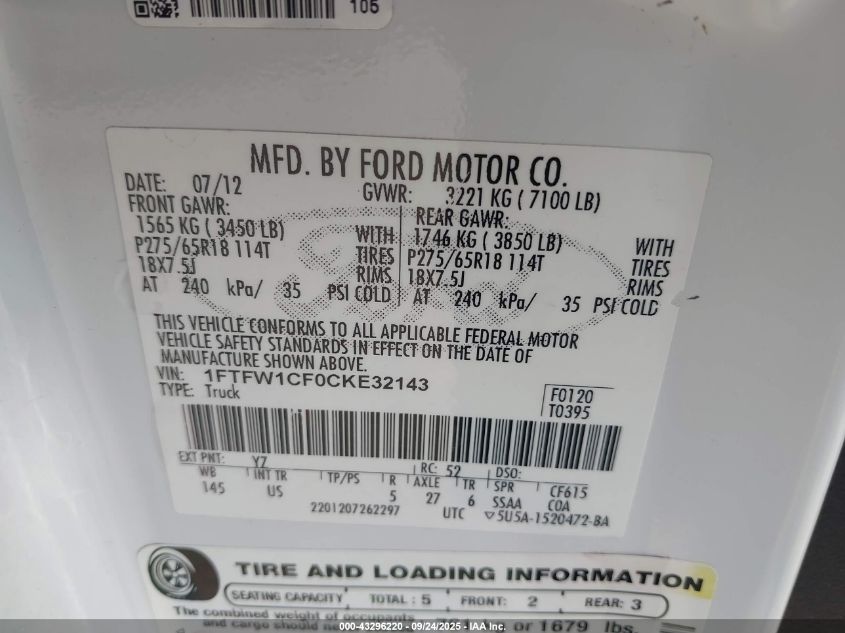 105
MFD. BY FORD MOTOR CO.
DATE: 07/12 GVWR: 3221 KG ( 7100 LB)
FRONT GAWR: REAR GAWR:
1565 KG ( 3450 LB) WITH 1746 KG ( 3850 LB) WITH
P275/65R18 114T TIRES P275/65R18 114T TIRES
18X7.5J RIMS 18X7.5J RIMS
AT 240 kPa/ 35 PSI COLD AT 240 kPa/ 35 PSI COLD
THIS VEHICLE CONFORMS TO ALL APPLICABLE FEDERAL MOTOR
VEHICLE SAFETY STANDARDS IN EFFECT ON THE DATE OF
MANUFACTURE SHOWN ABOVE.
VIN: 1FTFW1CF0CKE32143
TYPE: Truck
F0120
T0395
EXT PNT: Y7 RC: 52 DSO:
WB INT TR TP/PS R AXLE TR SPR CF615
145 US 5 27 6 SSAA COA
2201207262297 UTC ▽5U5A-1520472-BA
TIRE AND LOADING INFORMATION
SEATING CAPACITY TOTAL : 5 FRONT: 2 REAR: 3
The combined weight of occupants
and cargo should ne or 1679 lbs.
000-43296220 - 09/24/2025 - IAA Inc.